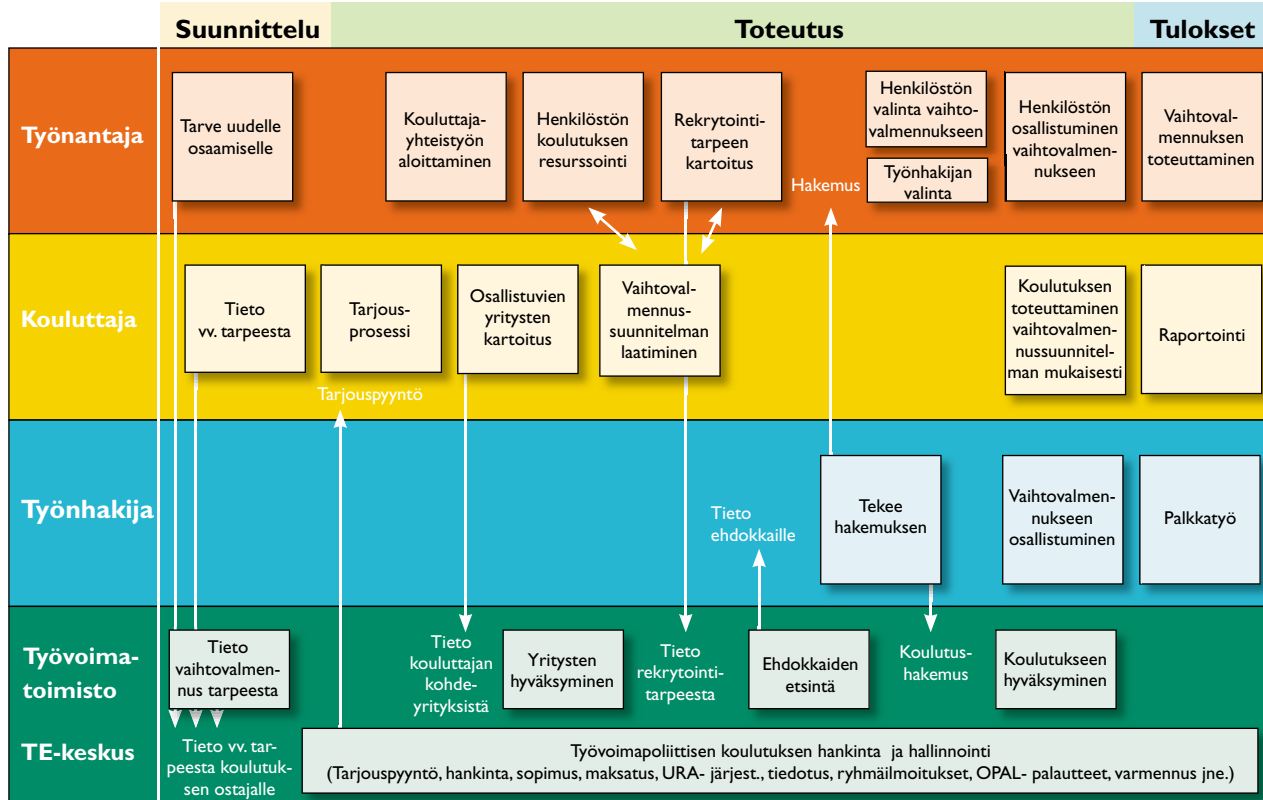 Suunnittelu
Toteutus
Tulokset
Työnantaja
Tarve uudelle
osaamiselle
Kouluttaja-
yhteistyön
aloittaminen
Henkilöstön
koulutuksen
resurssointi
Rekrytointi-
tarpeen
kartoitus
Hakemus
Henkilöstön
valinta vaihto-
valmennukseen
Työnhakijan
valinta
Henkilöstön
osallistuminen
vaihtovalmen-
nukseen
Vaihtoval-
mennuksen
toteuttaminen
Kouluttaja
Tieto
vv. tarpeesta
Tarjous-
prosessi
Tarjouspyyntö
Osallistuvien
yritysten
kartoitus
Vaihtoval-
mennus-
suunnitelman
laatiminen
Koulutuksen
toteuttaminen
vaihtovalmen-
nussuunnitel-
man mukaisesti
Raportointi
Työnhakija
Tieto
ehdokkaille
Tekee
hakemuksen
Vaihtovalmen-
nukseen
osallistuminen
Palkkatyö
Työvoima-
toimisto
Tieto
vaihtovalmen-
nus tarpeesta
Tieto
kouluttajan
kohde-
yrityksistä
Yritysten
hyväksyminen
Tieto
rekrytointi-
tarpeesta
Ehdokkaiden
etsintä
Koulutus-
hakemus
Koulutukseen
hyväksyminen
TE-keskus
Tieto vv. tar-
peesta koulutuk-
sen ostajalle
Työvoimapoliittisen koulutuksen hankinta ja hallinnointi
(Tarjouspyyntö, hankinta, sopimus, maksatus, URA- järjest., tiedotus, ryhmäilmoitukset, OPAL- palautteet, varmennus jne.)